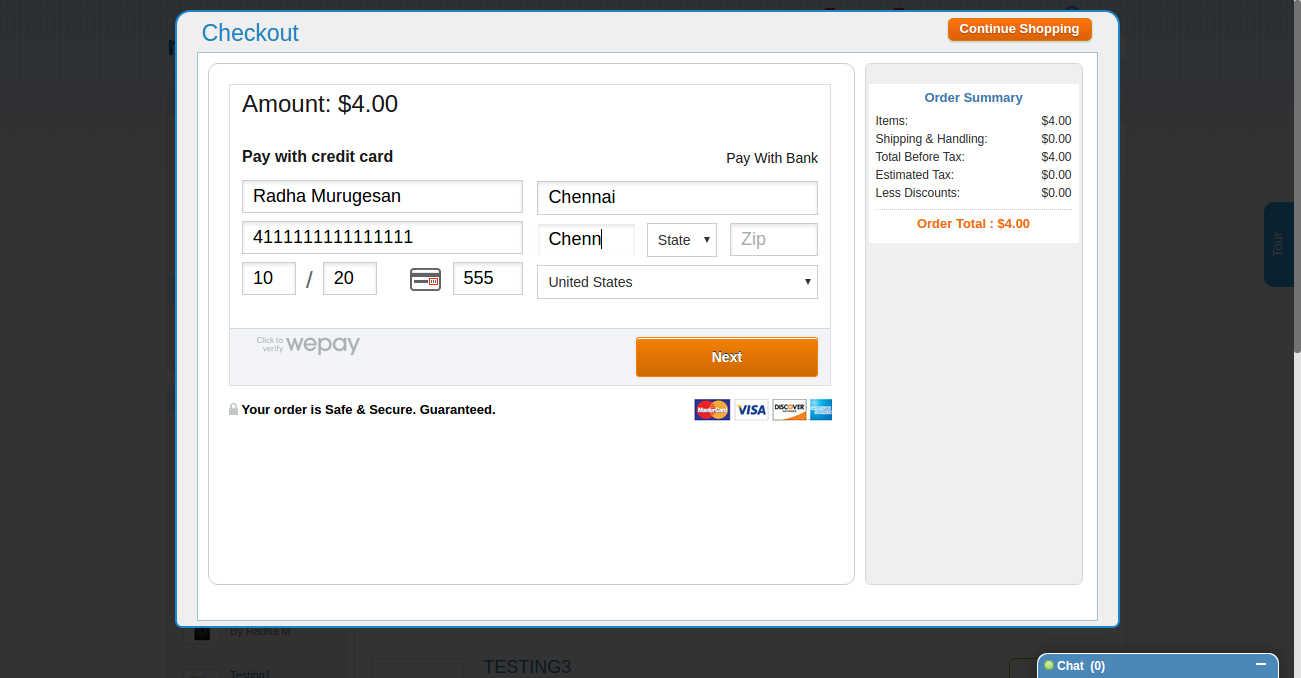 Checkout
Continue Shopping
Amount: $4.00
Pay with credit card
Pay With Bank
Radha Murugesan
Chennai
4111111111111111
Chenn
State
Zip
10 / 20
555
United States
Click to verify
wepay
Next
Your order is Safe & Secure. Guaranteed.
MasterCard
VISA
DISCOVER
Order Summary
Items: $4.00
Shipping & Handling: $0.00
Total Before Tax: $4.00
Estimated Tax: $0.00
Less Discounts: $0.00
Order Total : $4.00
Tour
By Radha M
Testing1
TESTING3
Chat (0)